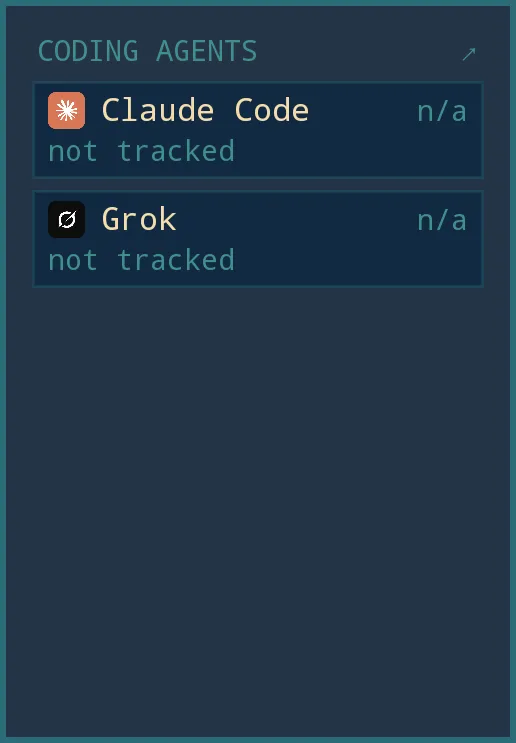 CODING AGENTS ↗
Claude Code n/a
not tracked
Grok n/a
not tracked